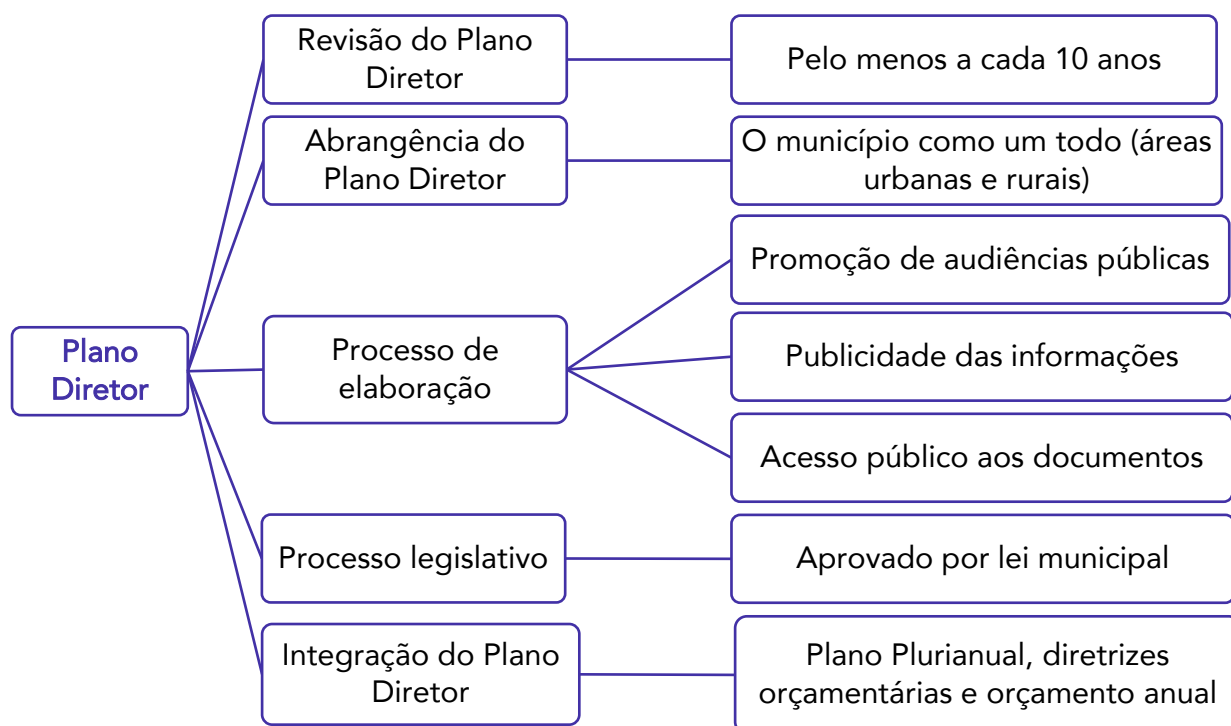 Plano
Diretor
Revisão do Plano
Diretor
Pelo menos a cada 10 anos
Abrangência do
Plano Diretor
O município como um todo (áreas
urbanas e rurais)
Processo de
elaboração
Promoção de audiências públicas
Publicidade das informações
Acesso público aos documentos
Processo legislativo
Aprovado por lei municipal
Integração do Plano
Diretor
Plano Plurianual, diretrizes
orçamentárias e orçamento anual